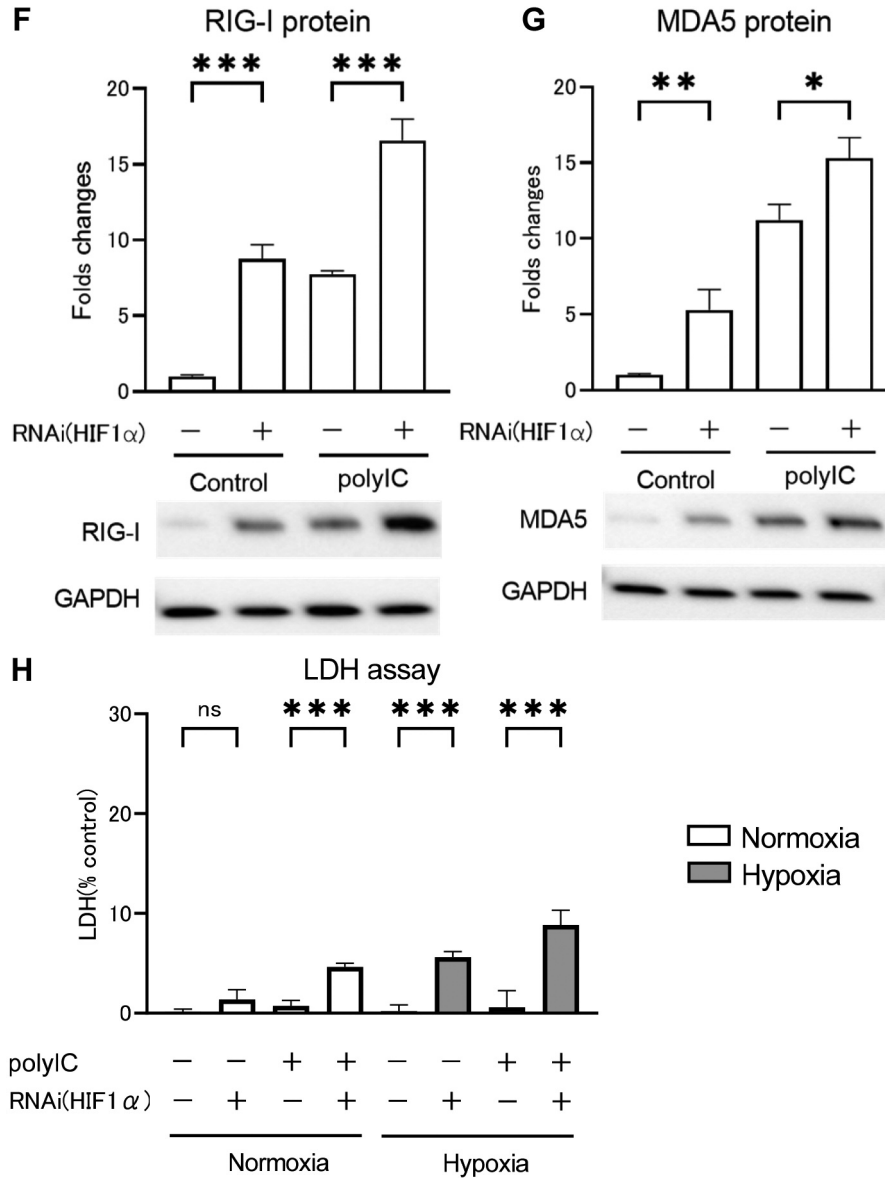 F RIG-I protein
*** ***
20
15
10
5
0
Folds changes
RNAi(HIF1α) − + − +
Control polyIC
RIG-I
GAPDH
G MDA5 protein
** *
20
15
10
5
0
Folds changes
RNAi(HIF1α) − + − +
Control polyIC
MDA5
GAPDH
H LDH assay
ns *** *** ***
30
20
10
0
LDH(% control)
Normoxia
Hypoxia
polyIC − − + + − − + +
RNAi(HIF1α) − + − + − + − +
Normoxia Hypoxia